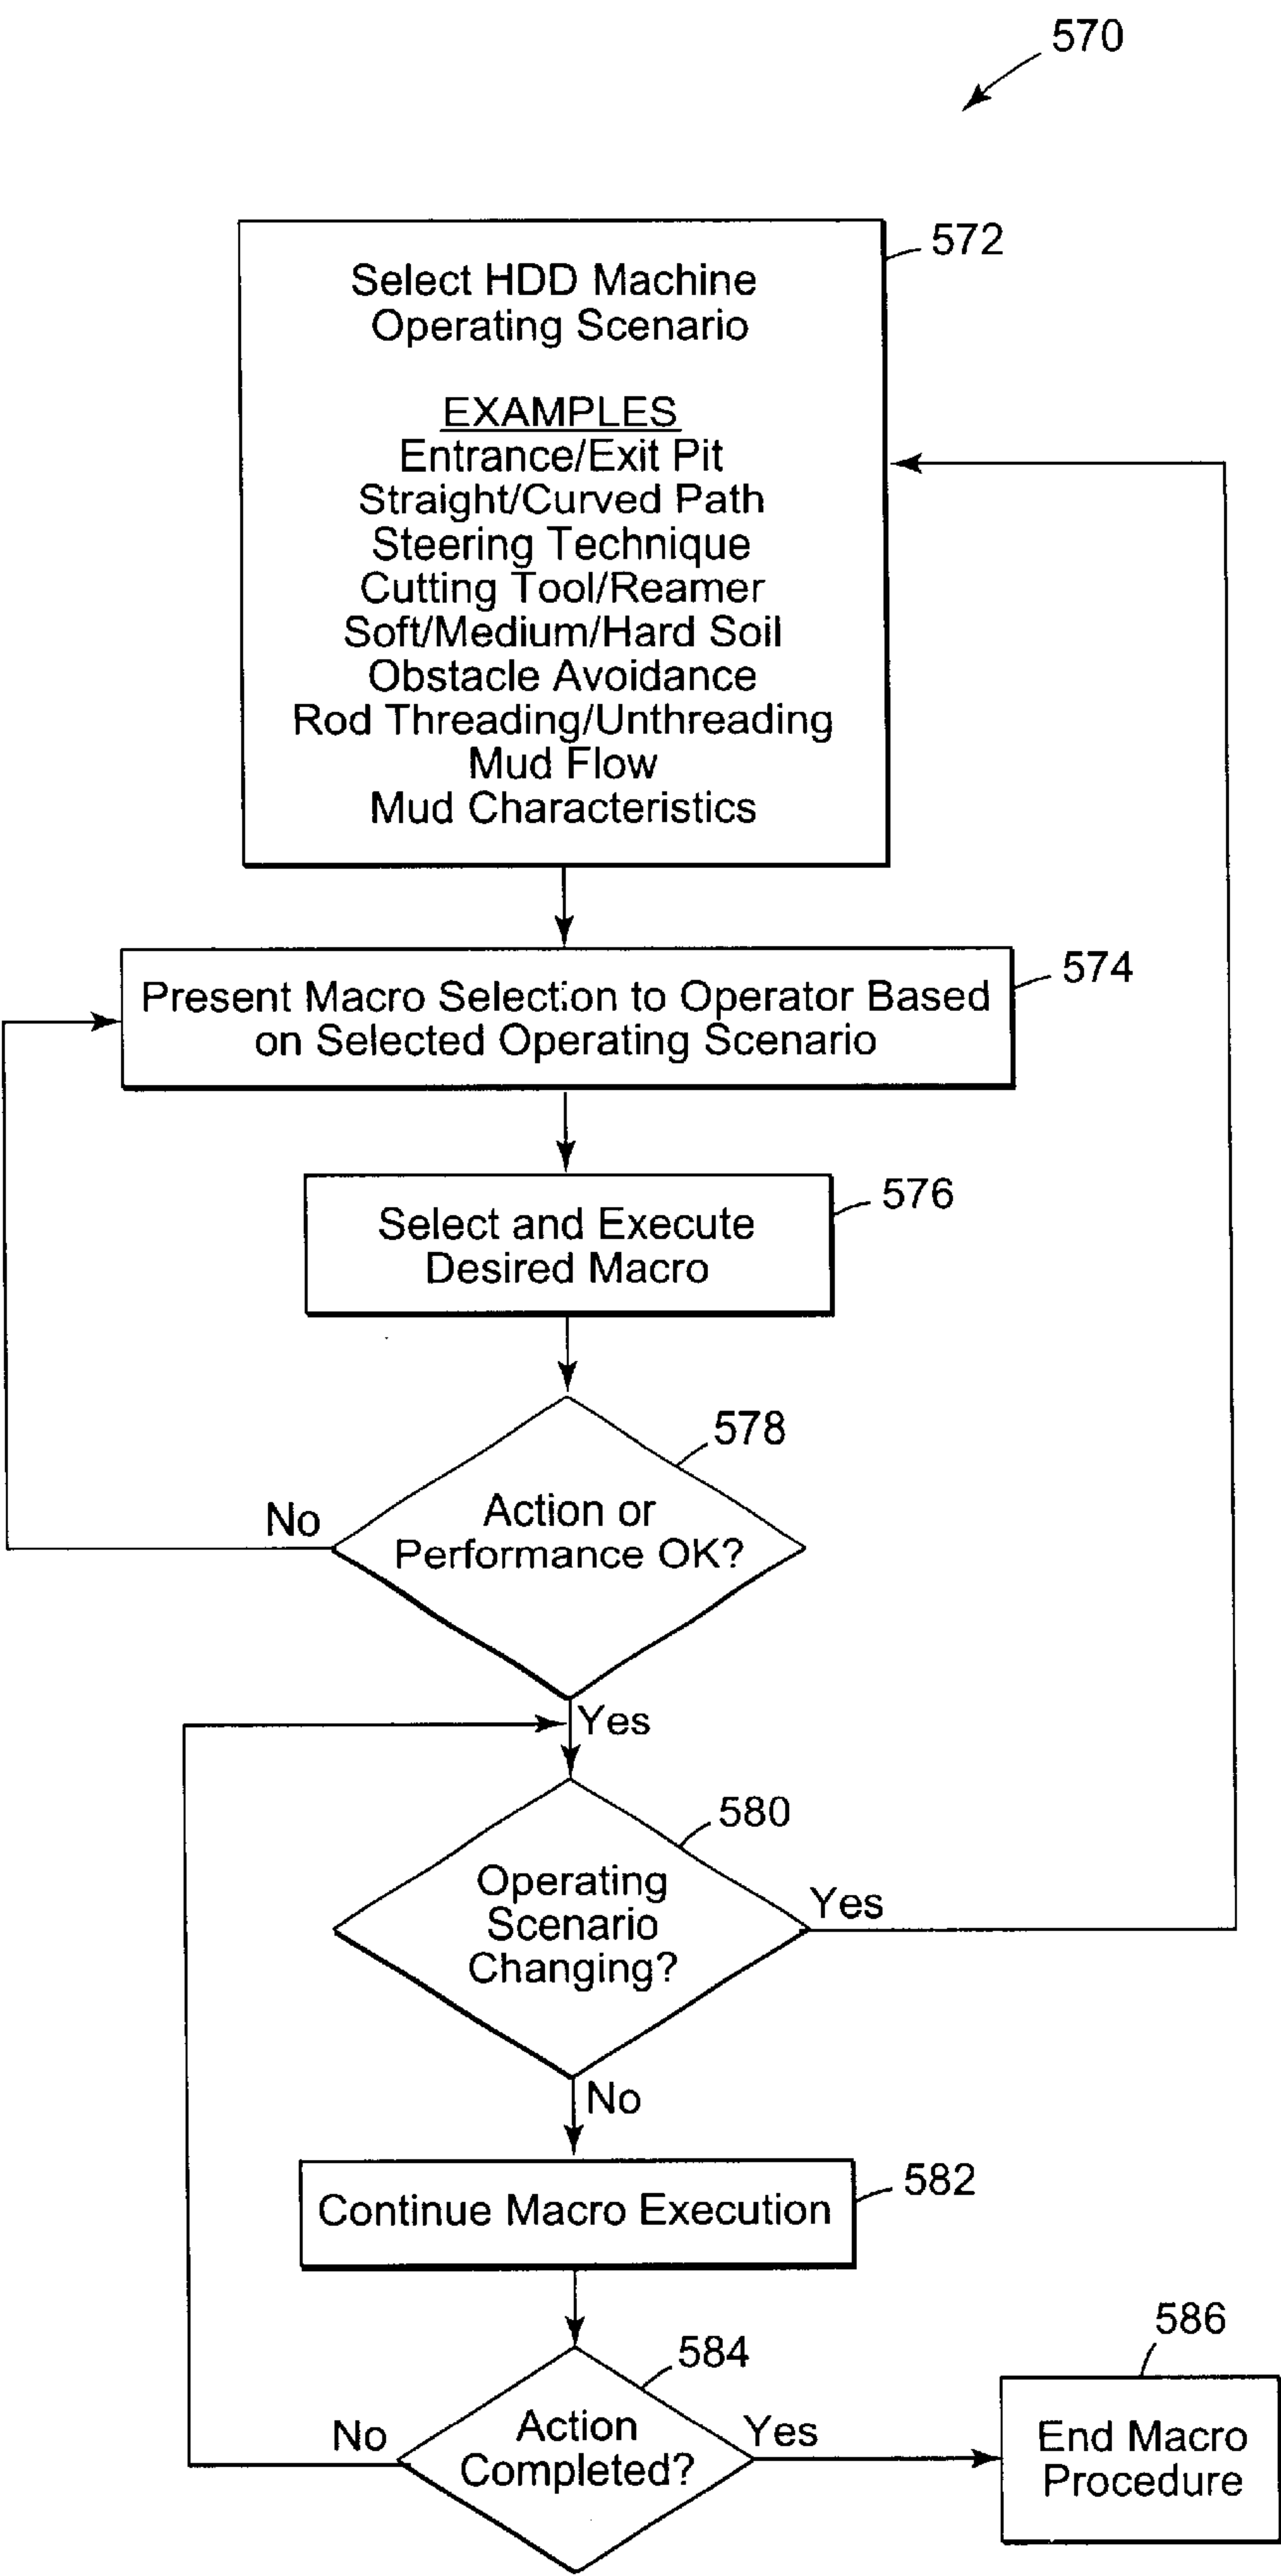 570
572
Select HDD Machine
Operating Scenario
EXAMPLES
Entrance/Exit Pit
Straight/Curved Path
Steering Technique
Cutting Tool/Reamer
Soft/Medium/Hard Soil
Obstacle Avoidance
Rod Threading/Unthreading
Mud Flow
Mud Characteristics
574
Present Macro Selection to Operator Based
on Selected Operating Scenario
576
Select and Execute
Desired Macro
578
Action or
Performance OK?
No
Yes
580
Operating
Scenario
Changing?
Yes
No
582
Continue Macro Execution
584
Action
Completed?
No
Yes
586
End Macro
Procedure